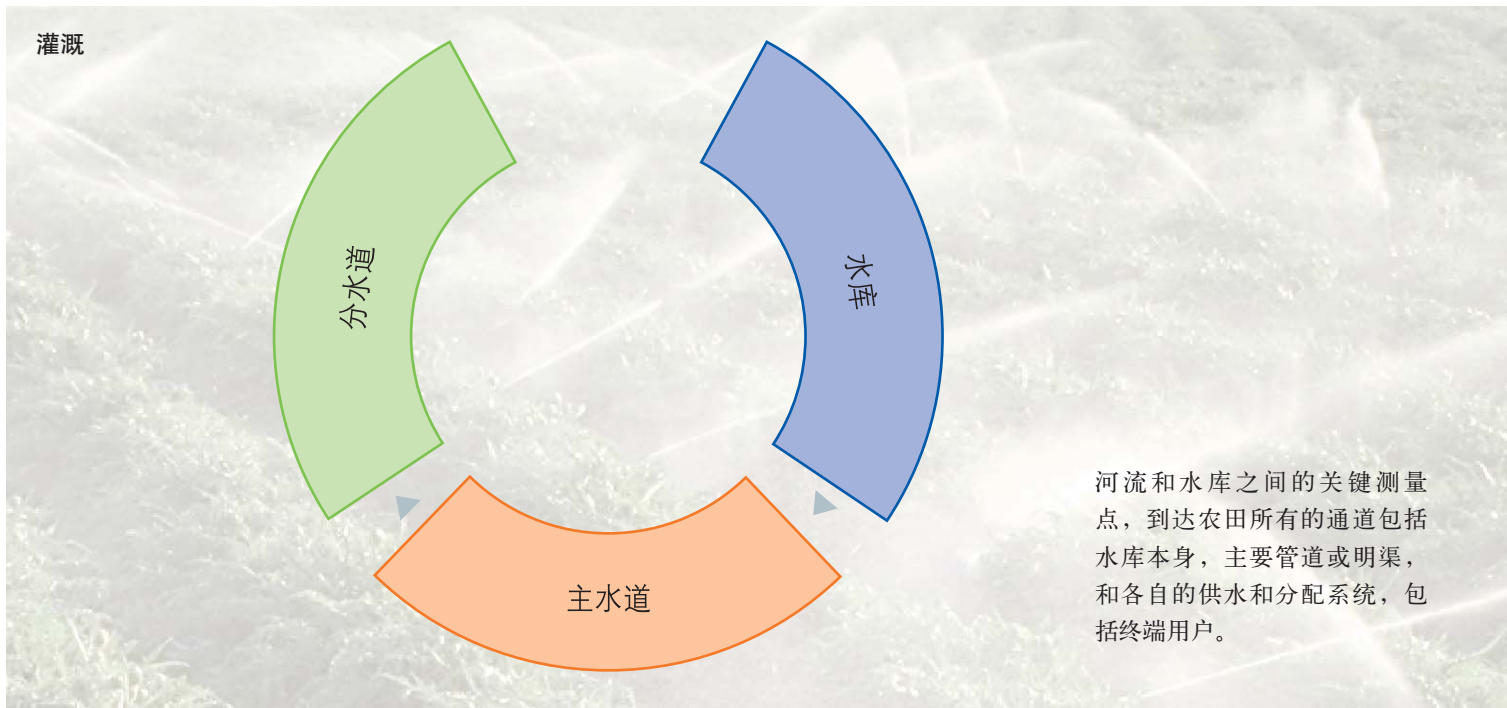 灌溉
分水道
水库
主水道
河流和水库之间的关键测量
点，到达农田所有的通道包括
水库本身，主要管道或明渠，
和各自的供水和分配系统，包
括终端用户。